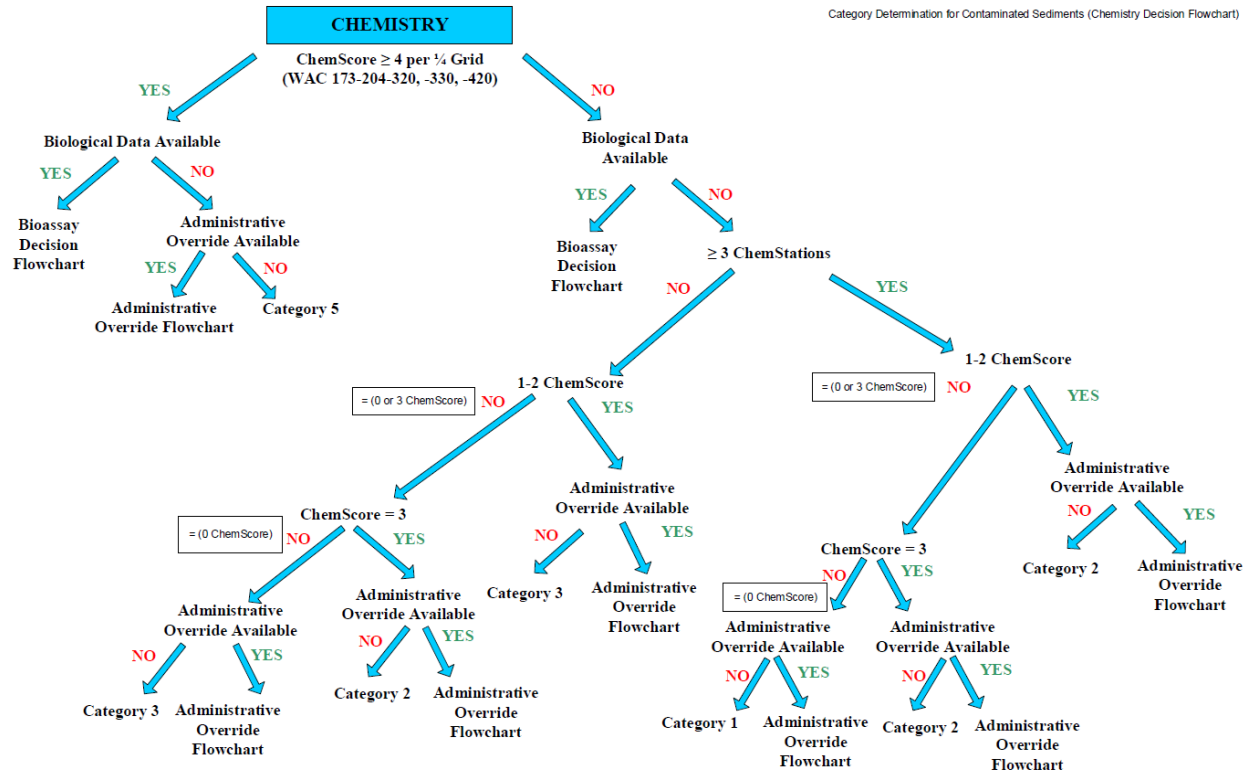 Category Determination for Contaminated Sediments (Chemistry Decision Flowchart)
CHEMISTRY
ChemScore ≥ 4 per ¼ Grid
(WAC 173-204-320, -330, -420)
YES
NO
Biological Data Available
Biological Data
Available
YES
NO
YES
NO
Bioassay
Decision
Flowchart
Administrative
Override Available
Bioassay
Decision
Flowchart
≥ 3 ChemStations
YES
NO
Administrative
Override Flowchart
Category 5
NO
YES
1-2 ChemScore
= (0 or 3 ChemScore)
NO
YES
1-2 ChemScore
= (0 or 3 ChemScore)
NO
YES
Administrative
Override Available
Administrative
Override Available
ChemScore = 3
= (0 ChemScore)
NO
YES
NO
YES
NO
YES
Category 3
Administrative
Override
Flowchart
ChemScore = 3
Category 2
Administrative
Override
Flowchart
NO
YES
= (0 ChemScore)
Administrative
Override Available
Administrative
Override Available
Administrative
Override Available
Administrative
Override Available
NO
YES
NO
YES
NO
YES
NO
YES
Category 3
Administrative
Override
Flowchart
Category 2
Administrative
Override
Flowchart
Category 1
Administrative
Override
Flowchart
Category 2
Administrative
Override
Flowchart